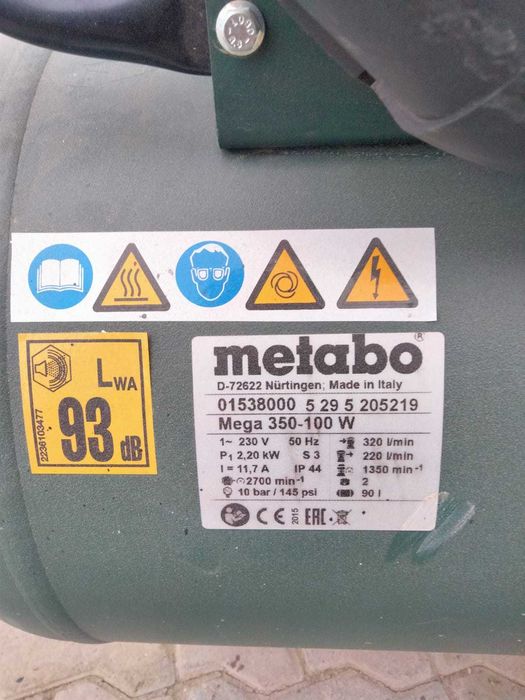 LWA
93 dB
2236103477
metabo®
D-72622 Nürtingen; Made in Italy
01538000 5 29 5 205219
Mega 350-100 W
1~ 230 V 50 Hz 320 l/min
P1 2,20 kW S 3 220 l/min
I = 11,7 A IP 44 1350 min-1
2700 min-1 2
10 bar / 145 psi 90 l
CE 2015 EAC